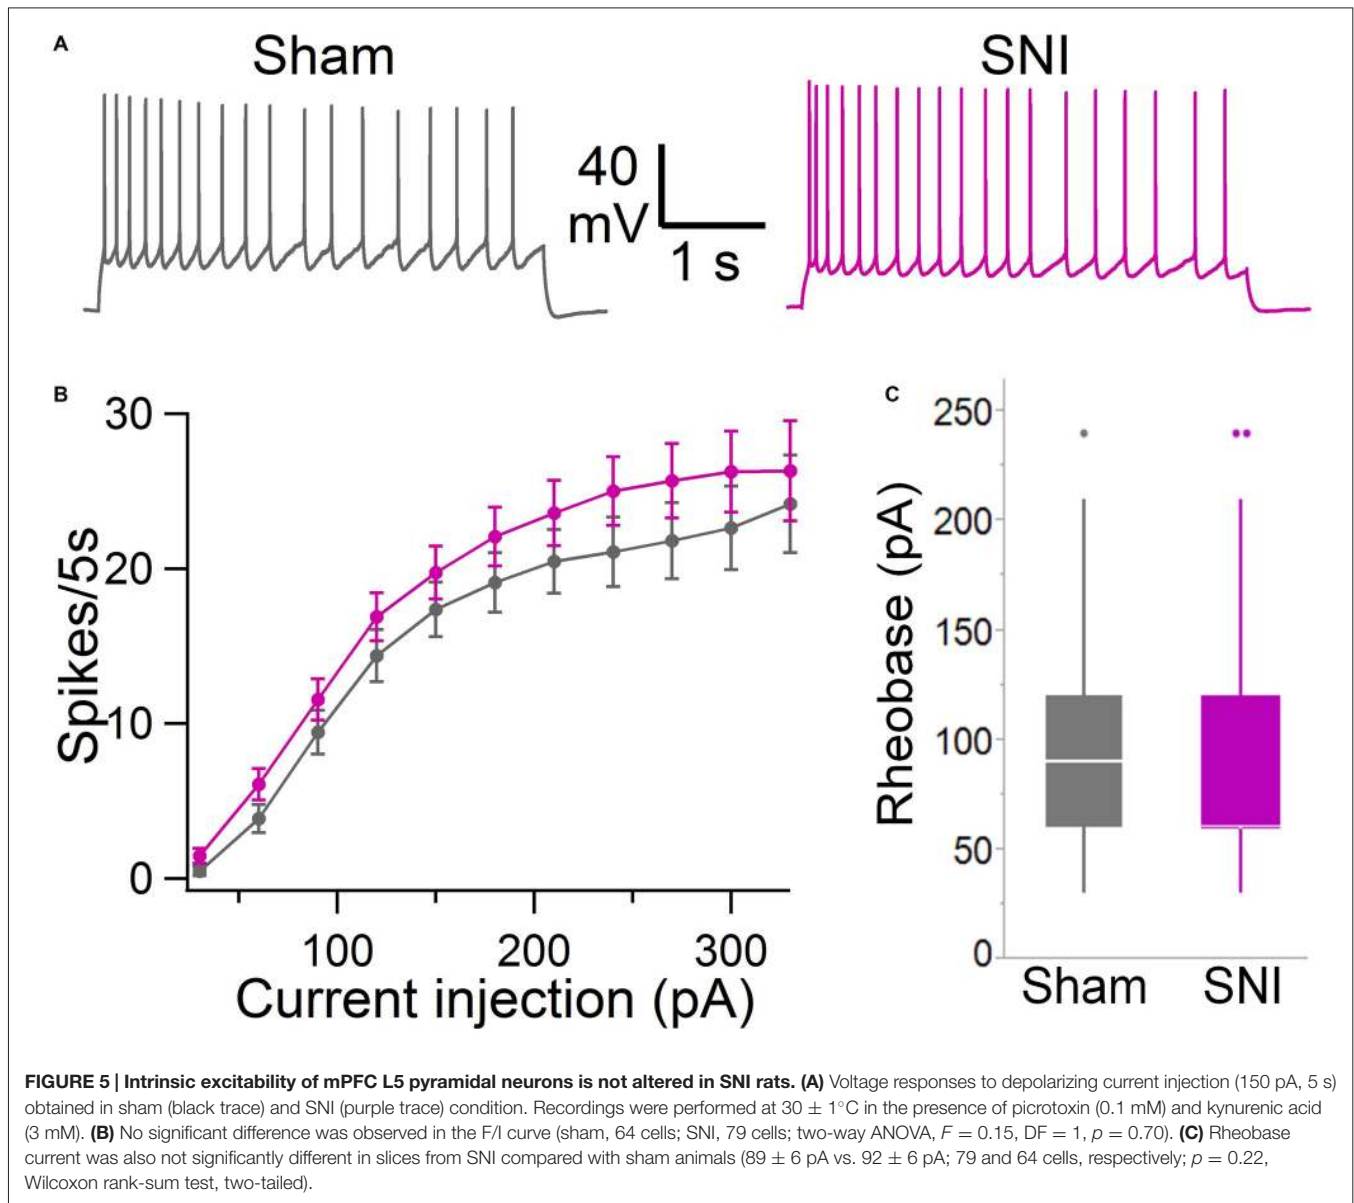 A
Sham
SNI
40
mV
1 s
B
30
20
10
0
Spikes/5s
100
200
300
Current injection (pA)
C
250
200
150
100
50
0
Rheobase (pA)
Sham
SNI
FIGURE 5 | Intrinsic excitability of mPFC L5 pyramidal neurons is not altered in SNI rats. (A) Voltage responses to depolarizing current injection (150 pA, 5 s)
obtained in sham (black trace) and SNI (purple trace) condition. Recordings were performed at 30 ± 1°C in the presence of picrotoxin (0.1 mM) and kynurenic acid
(3 mM). (B) No significant difference was observed in the F/I curve (sham, 64 cells; SNI, 79 cells; two-way ANOVA, F = 0.15, DF = 1, p = 0.70). (C) Rheobase
current was also not significantly different in slices from SNI compared with sham animals (89 ± 6 pA vs. 92 ± 6 pA; 79 and 64 cells, respectively; p = 0.22,
Wilcoxon rank-sum test, two-tailed).